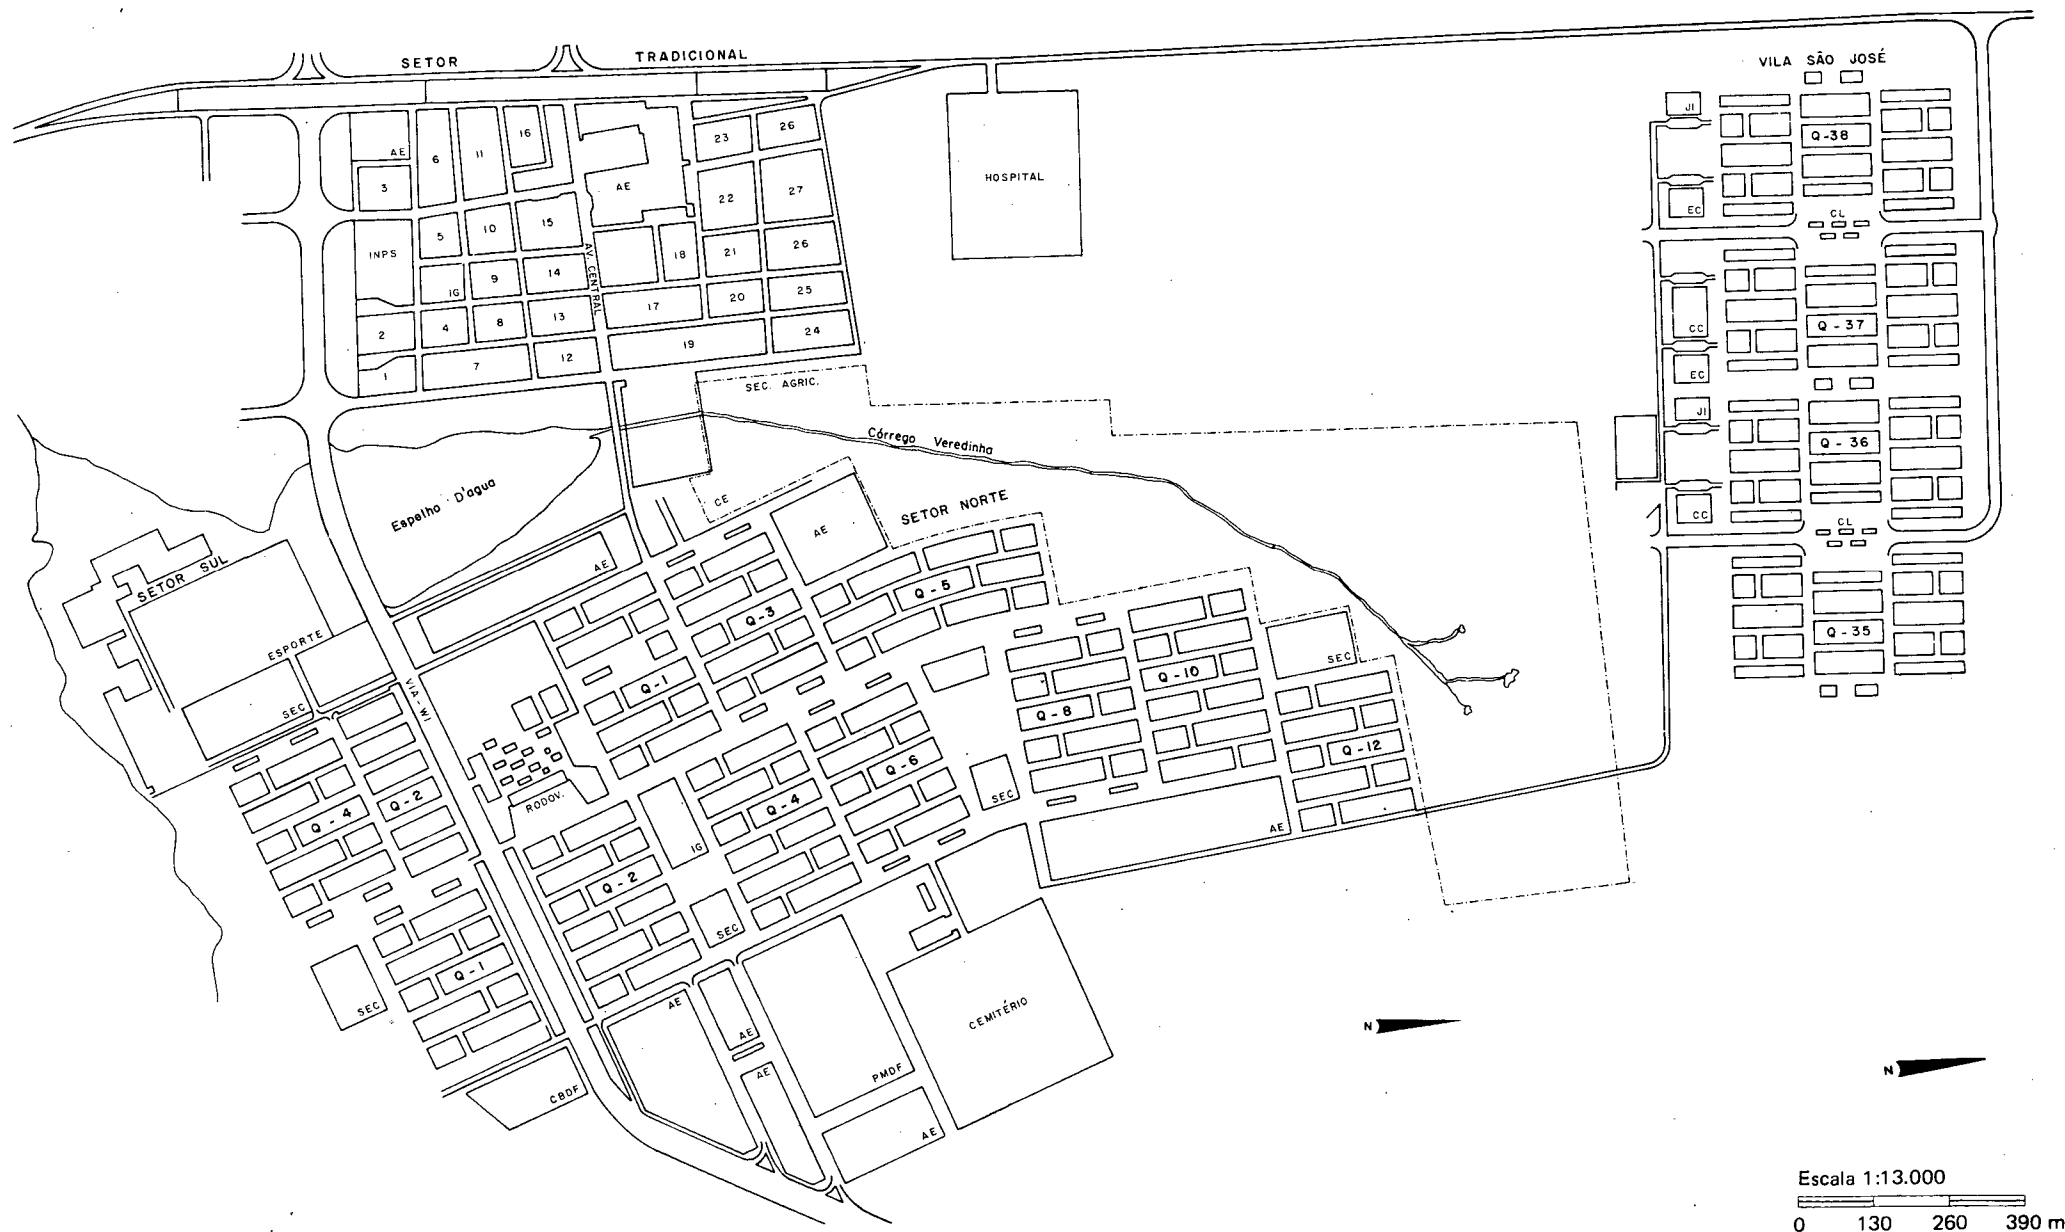 SETOR TRADICIONAL
VILA SÂO JOSÉ
JI
Q-38
EC
CL
HOSPITAL
AE
3
6
11
16
AE
23
26
22
27
INPS
5
10
15
AV. CENTRAL
18
21
26
IG
9
14
17
20
25
2
4
8
13
19
24
1
7
12
SEC. AGRIC.
CC
Q - 37
EC
JI
Q - 36
CC
CL
Q - 35
Córrego Veredinha
Espelho D'agua
CE
SETOR NORTE
AE
AE
SETOR SUL
ESPORTE
SEC
VIA - WI
Q-3
Q-5
Q-1
Q-10
SEC
Q-8
Q-12
Q-6
Q-4
SEC
AE
RODOV.
IG
Q-2
SEC
Q-4
Q-2
Q-1
SEC
AE
AE
AE
PMDF
AE
CEMITÉRIO
CBDF
N
N
Escala 1:13.000
0 130 260 390 m